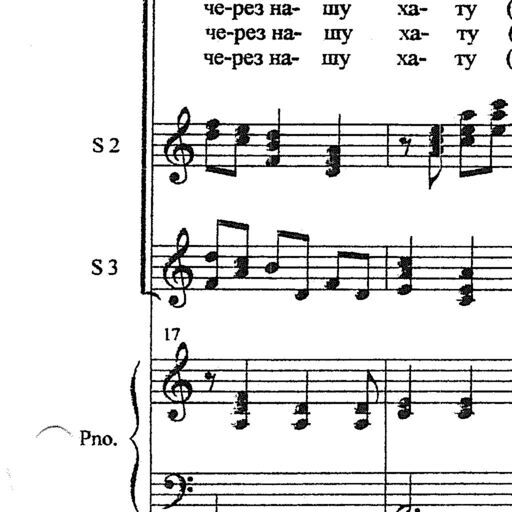 че-рез на- шу ха- ту (
че-рез на- шу ха- ту
че-рез на- шу ха- ту (
S 2
S 3
17
Pno.